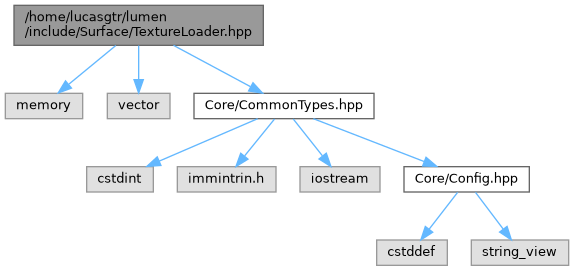 /home/lucasgtr/lumen
/include/Surface/TextureLoader.hpp
memory
vector
Core/CommonTypes.hpp
cstdint
immintrin.h
iostream
Core/Config.hpp
cstddef
string_view